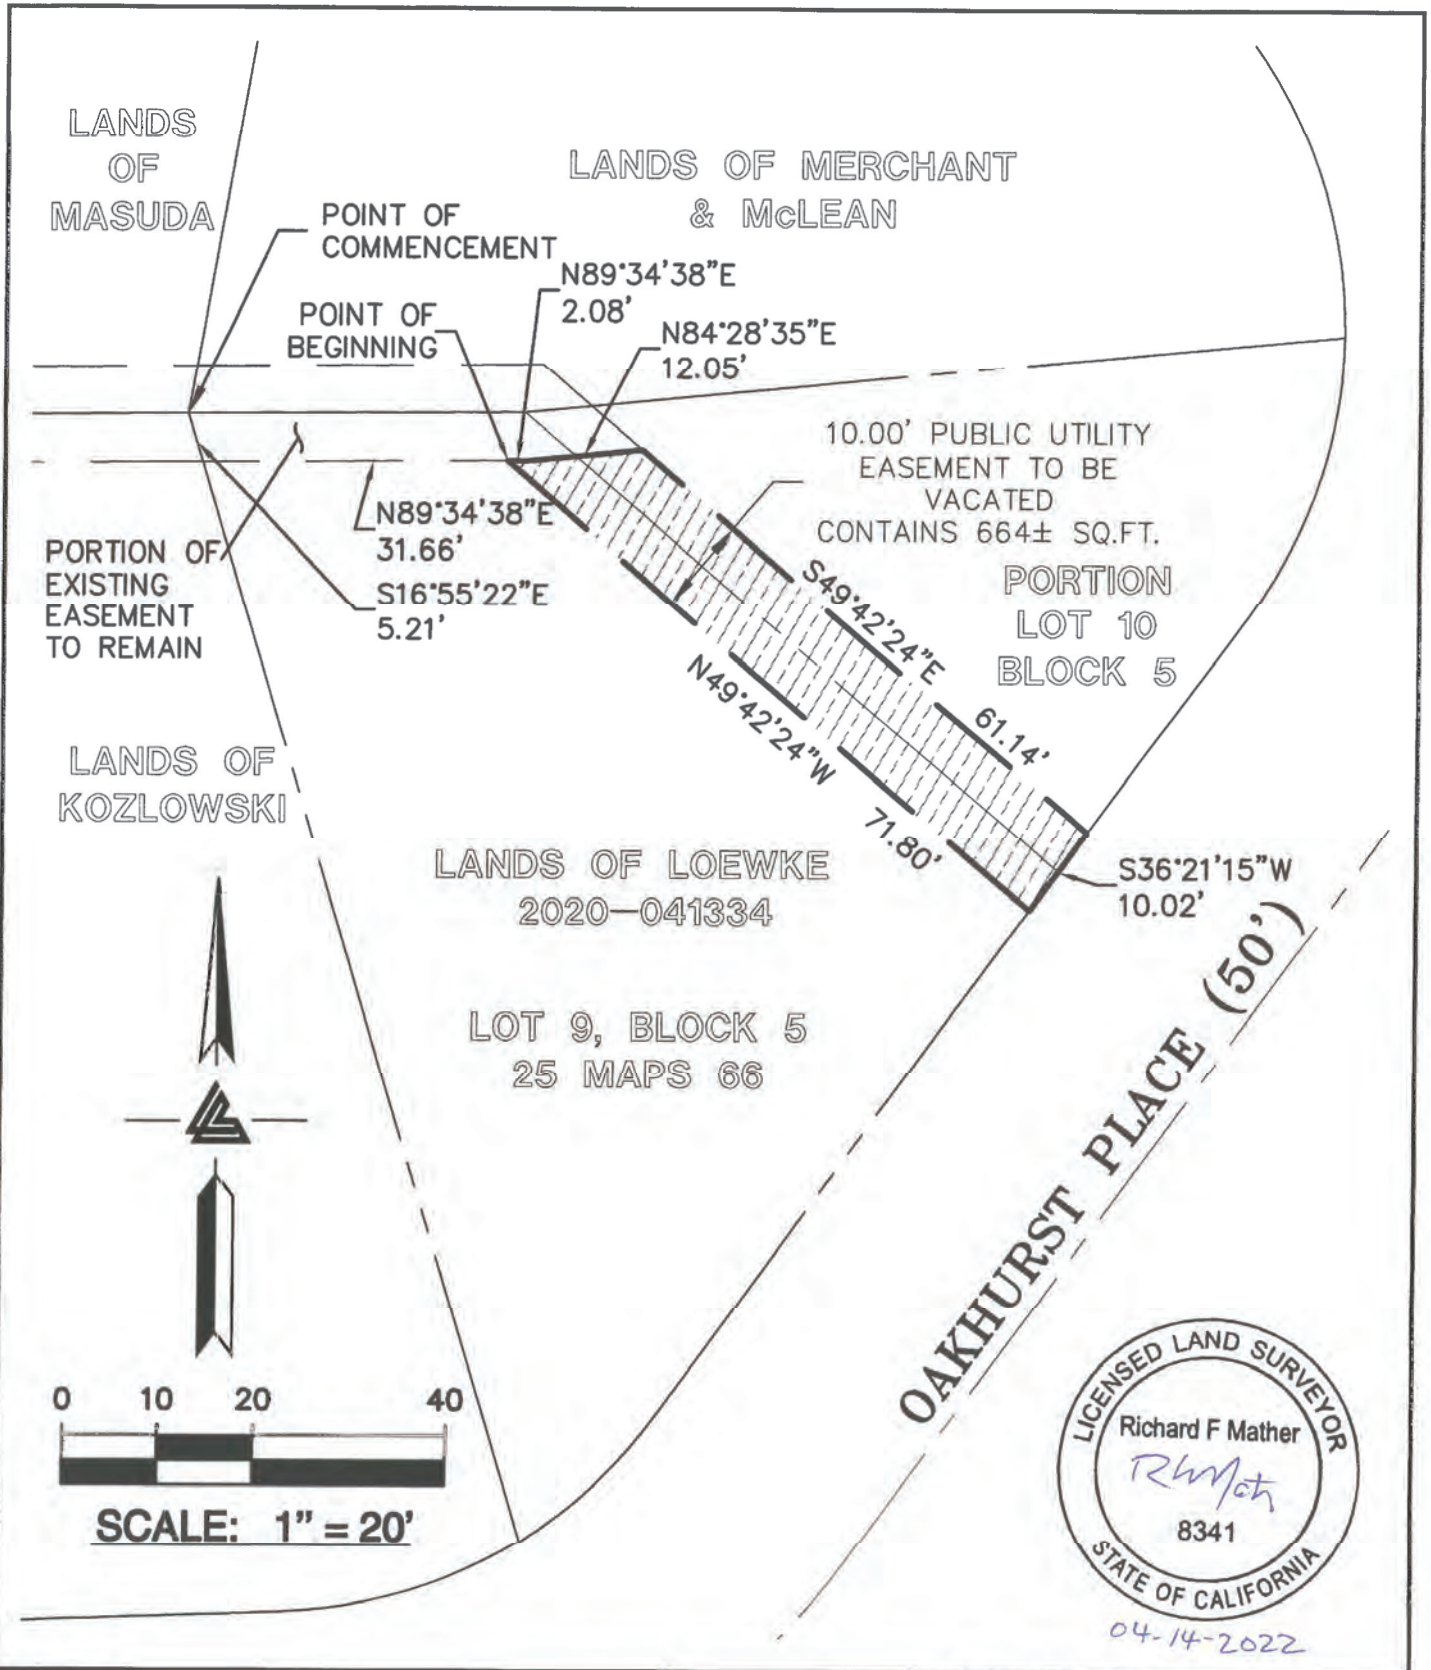 LANDS
OF
MASUDA
LANDS OF MERCHANT
& McLEAN
POINT OF
COMMENCEMENT
N89°34'38"E
2.08'
POINT OF
BEGINNING
N84°28'35"E
12.05'
10.00' PUBLIC UTILITY
EASEMENT TO BE
VACATED
CONTAINS 664± SQ.FT.
N89°34'38"E
31.66'
PORTION OF
EXISTING
EASEMENT
TO REMAIN
S16°55'22"E
5.21'
PORTION
LOT 10
BLOCK 5
S49°42'24"E
61.14'
N49°42'24"W
71.80'
LANDS OF
KOZLOWSKI
LANDS OF LOEWKE
2020-041334
S36°21'15"W
10.02'
LOT 9, BLOCK 5
25 MAPS 66
OAKHURST PLACE (50')
0 10 20 40
SCALE: 1" = 20'
LICENSED LAND SURVEYOR
Richard F Mather
8341
STATE OF CALIFORNIA
04-14-2022